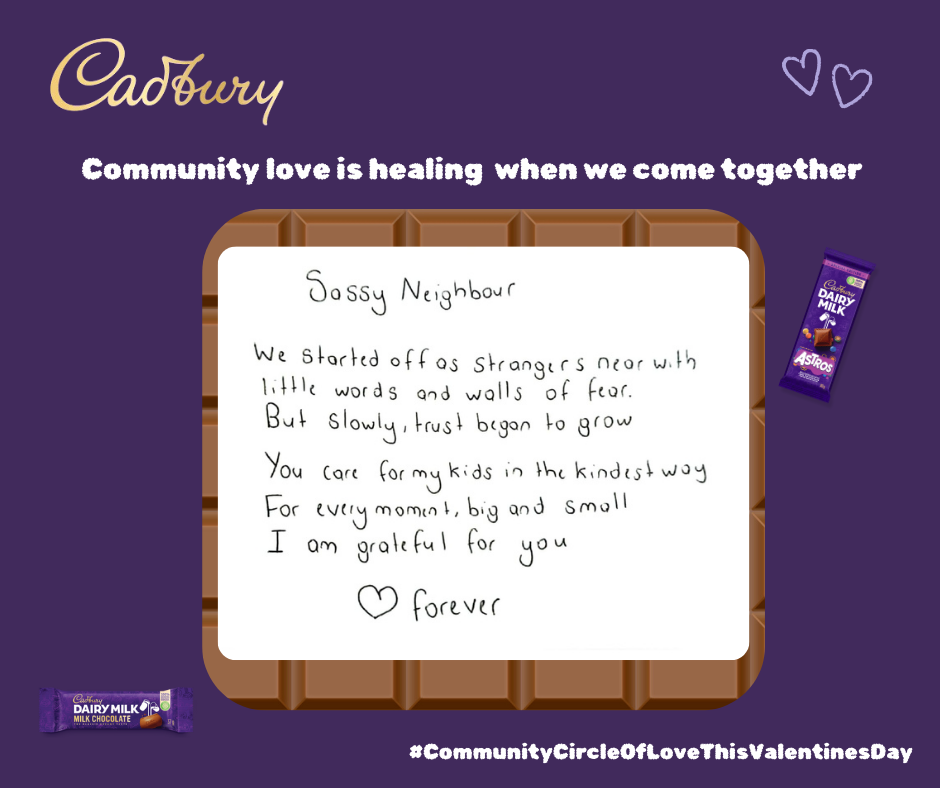 Cadbury
Community love is healing when we come together
Sassy Neighbour
We started off as strangers near with
little words and walls of fear.
But slowly, trust began to grow
You care for my kids in the kindest way
For every moment, big and small
I am grateful for you
♡ forever
Cadbury
DAIRY
MILK
ASTROS
Cadbury
DAIRY MILK
MILK CHOCOLATE
#CommunityCircleOfLoveThisValentinesDay